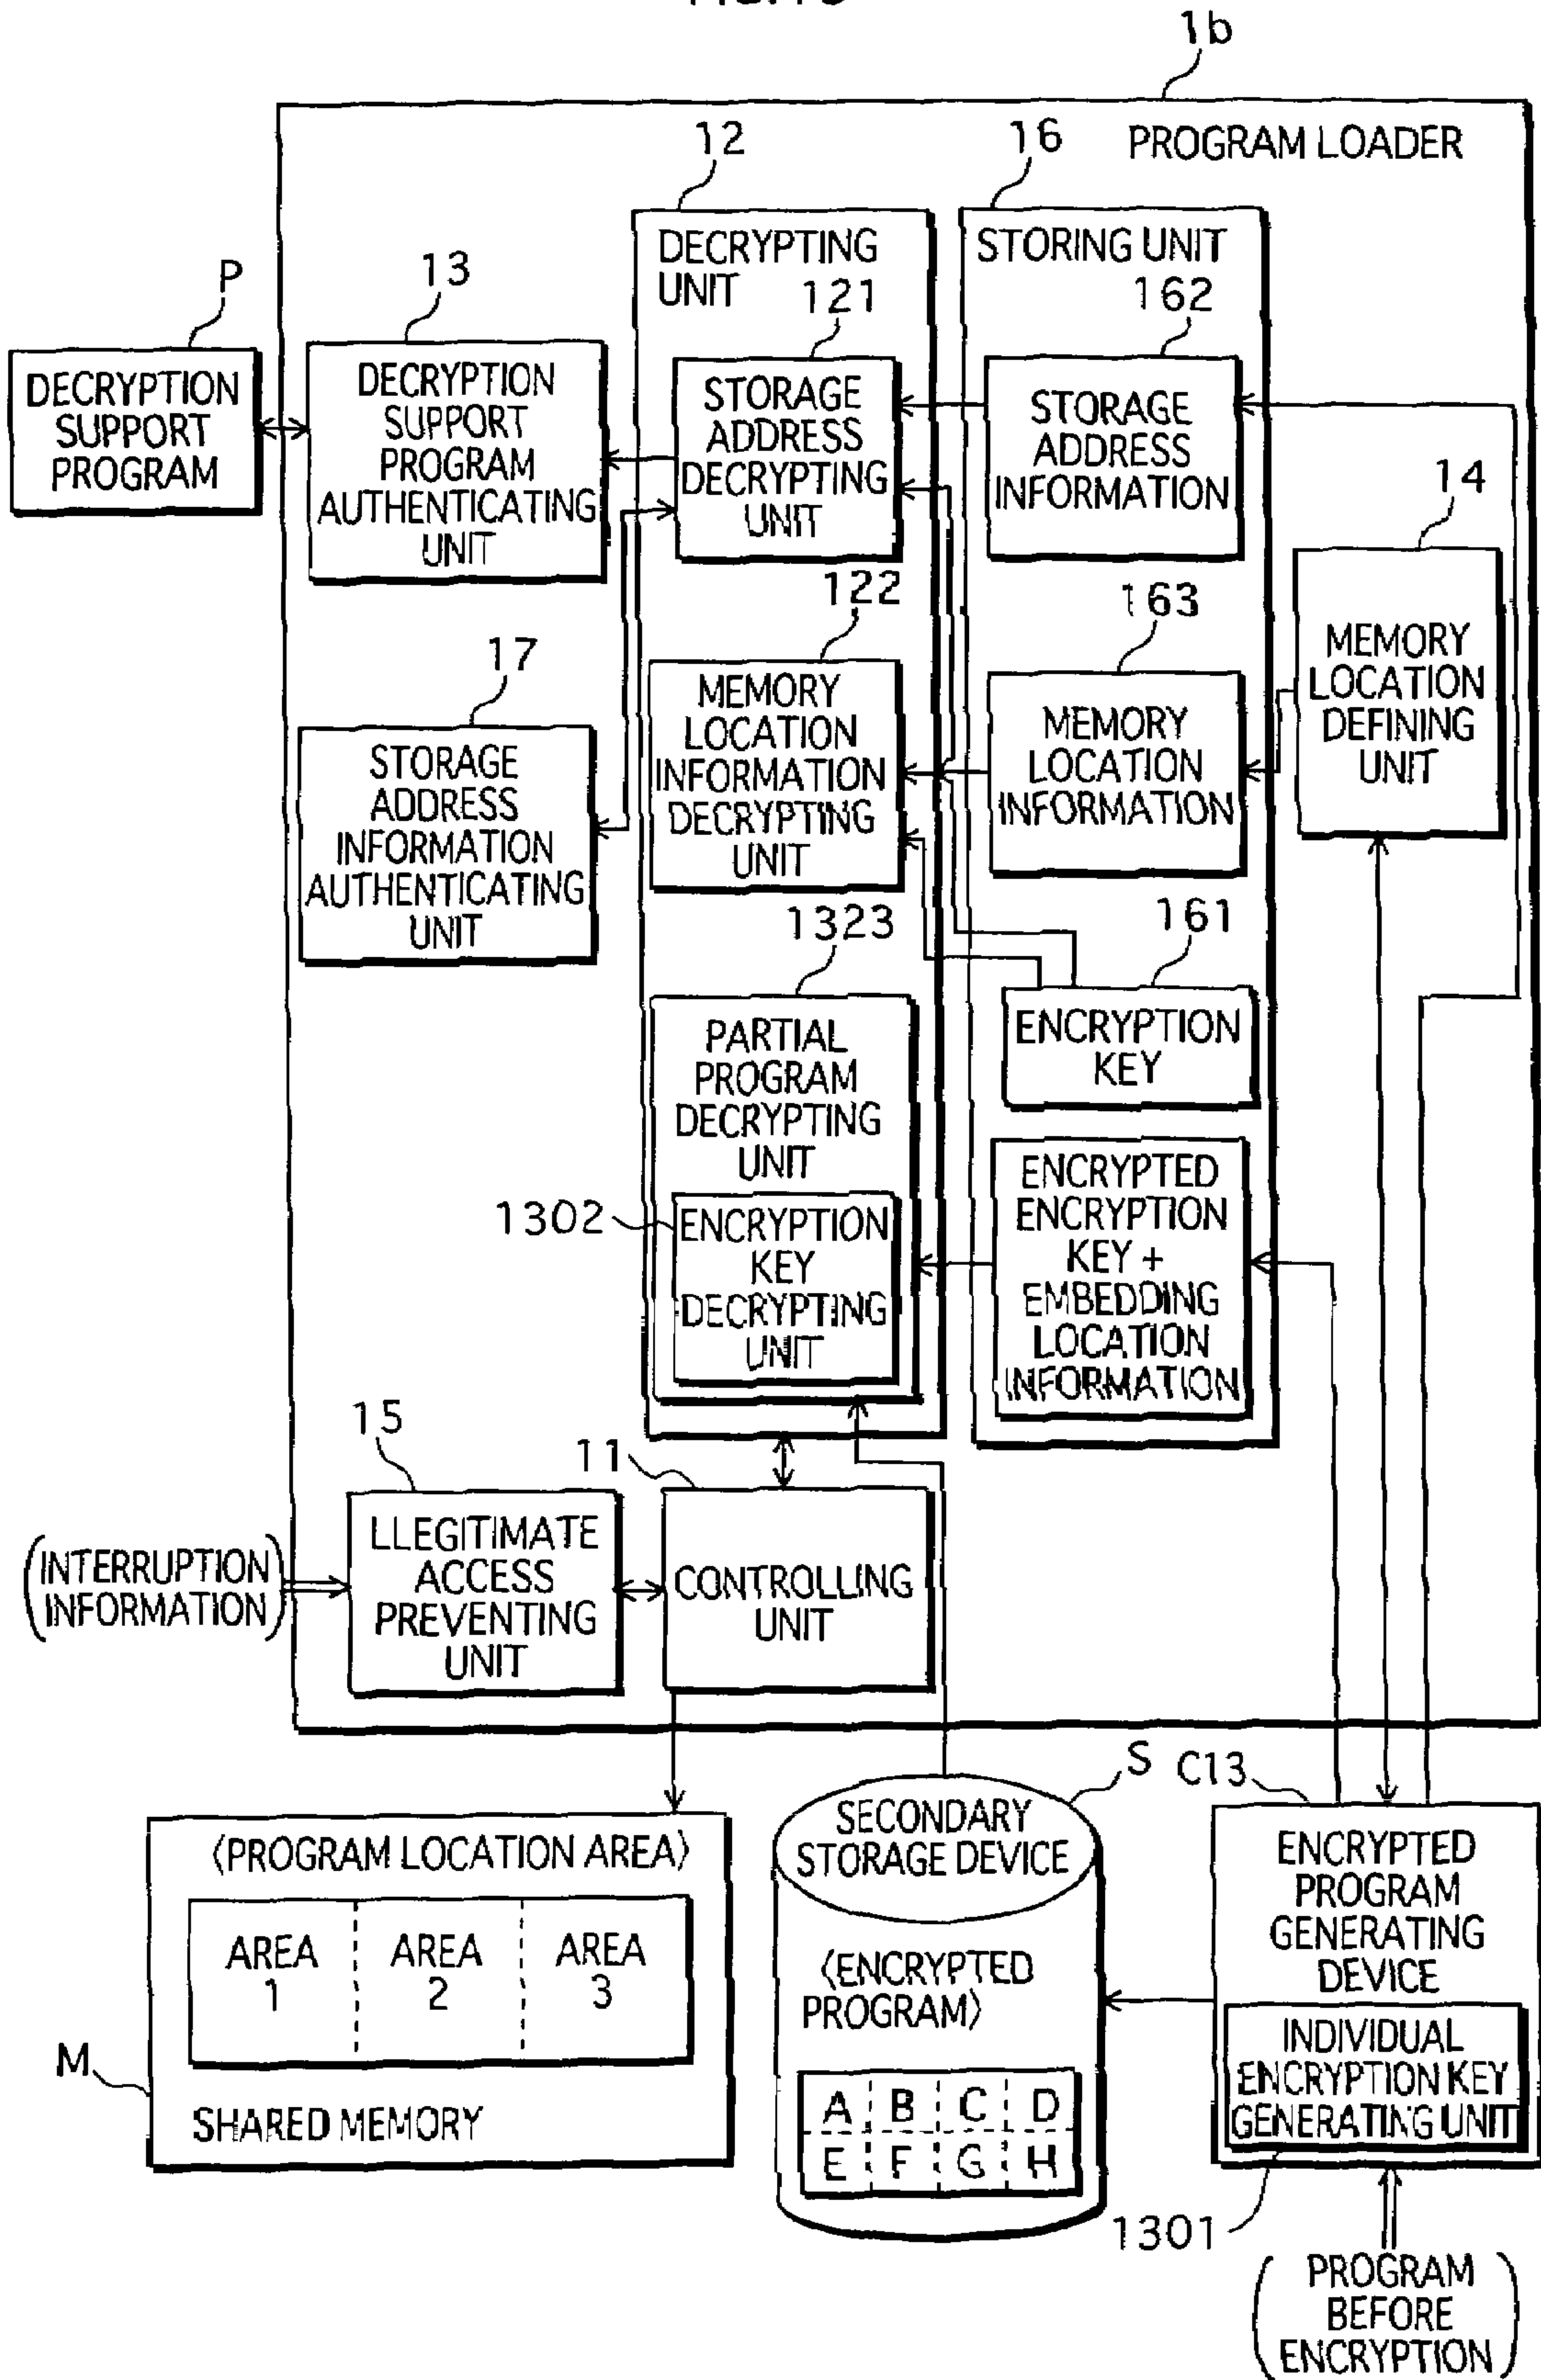 1b
PROGRAM LOADER
12
16
DECRYPTING
UNIT
STORING UNIT
P
13
121
162
DECRYPTION
SUPPORT
PROGRAM
DECRYPTION
SUPPORT
PROGRAM
AUTHENTICATING
UNIT
STORAGE
ADDRESS
DECRYPTING
UNIT
STORAGE
ADDRESS
INFORMATION
14
MEMORY
LOCATION
DEFINING
UNIT
122
163
17
STORAGE
ADDRESS
INFORMATION
AUTHENTICATING
UNIT
MEMORY
LOCATION
INFORMATION
DECRYPTING
UNIT
MEMORY
LOCATION
INFORMATION
1323
161
PARTIAL
PROGRAM
DECRYPTING
UNIT
ENCRYPTION
KEY
1302
ENCRYPTION
KEY
DECRYPTING
UNIT
ENCRYPTED
ENCRYPTION
KEY +
EMBEDDING
LOCATION
INFORMATION
15
11
(INTERRUPTION
INFORMATION)
LLEGITIMATE
ACCESS
PREVENTING
UNIT
CONTROLLING
UNIT
S
C13
〈PROGRAM LOCATION AREA〉
AREA
1
AREA
2
AREA
3
M
SHARED MEMORY
SECONDARY
STORAGE DEVICE
〈ENCRYPTED
PROGRAM〉
A B C D
E F G H
ENCRYPTED
PROGRAM
GENERATING
DEVICE
INDIVIDUAL
ENCRYPTION KEY
GENERATING UNIT
1301
(PROGRAM
BEFORE
ENCRYPTION)